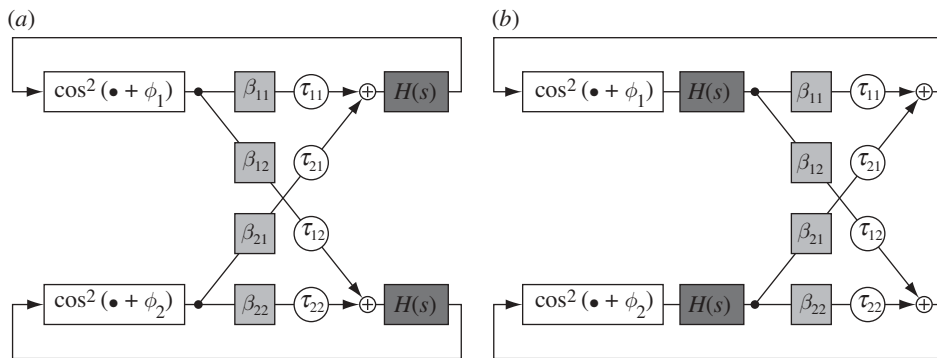 (a)
cos² (• + ϕ₁)
β₁₁
τ₁₁
+
H(s)
β₁₂
τ₂₁
β₂₁
τ₁₂
cos² (• + ϕ₂)
β₂₂
τ₂₂
+
H(s)
(b)
cos² (• + ϕ₁)
H(s)
β₁₁
τ₁₁
+
β₁₂
τ₂₁
β₂₁
τ₁₂
cos² (• + ϕ₂)
H(s)
β₂₂
τ₂₂
+